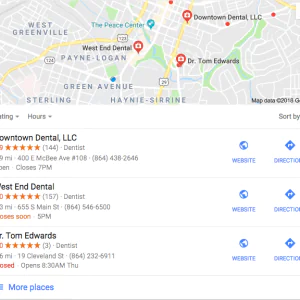 WEST
GREENVILLE
The Peace Center
Downtown Dental, LLC
West End Dental
PAYNE-LOGAN
Dr. Tom Edwards
GREEN AVENUE
STERLING
HAYNIE-SIRRINE
Map data ©2018 G
ating Hours Sort by
owntown Dental, LLC
9 ★★★★★ (144) · Dentist
9 mi · 400 E McBee Ave #108 · (864) 438-2646
pen · Closes 7PM
WEBSITE DIRECTION
West End Dental
0 ★★★★★ (157) · Dentist
3 mi · 655 S Main St · (864) 546-6500
loses soon · 5PM
WEBSITE DIRECTION
r. Tom Edwards
0 ★★★★★ (3) · Dentist
6 mi · 19 Cleveland St · (864) 232-6911
losed · Opens 8:30AM Thu
WEBSITE DIRECTION
More places